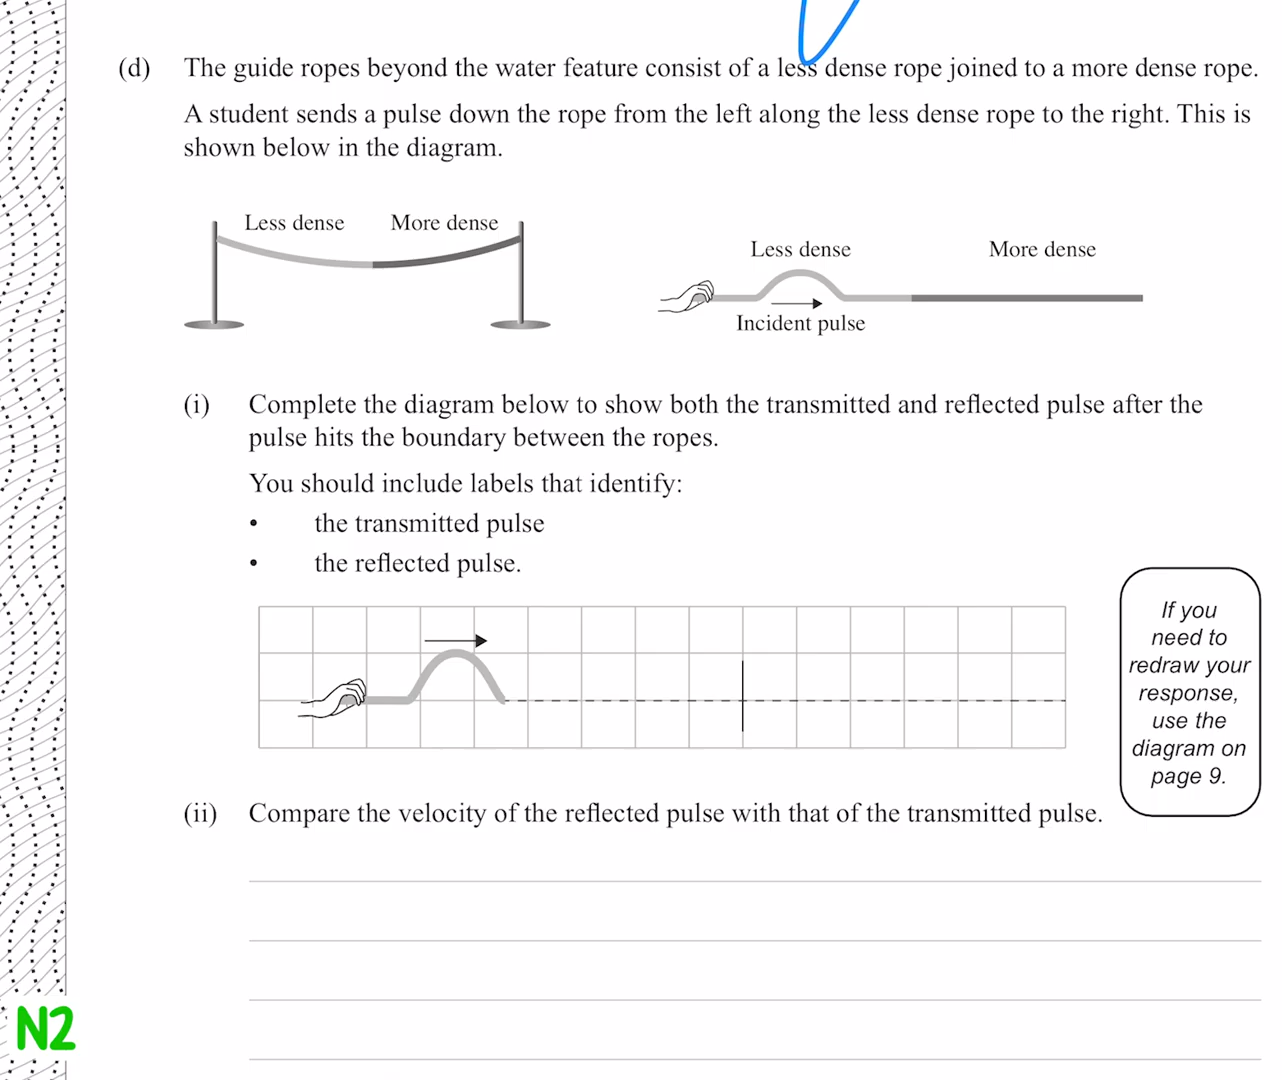 (d) The guide ropes beyond the water feature consist of a less dense rope joined to a more dense rope.
A student sends a pulse down the rope from the left along the less dense rope to the right. This is
shown below in the diagram.
Less dense More dense
Less dense More dense
Incident pulse
(i) Complete the diagram below to show both the transmitted and reflected pulse after the
pulse hits the boundary between the ropes.
You should include labels that identify:
• the transmitted pulse
• the reflected pulse.
If you
need to
redraw your
response,
use the
diagram on
page 9.
(ii) Compare the velocity of the reflected pulse with that of the transmitted pulse.
N2